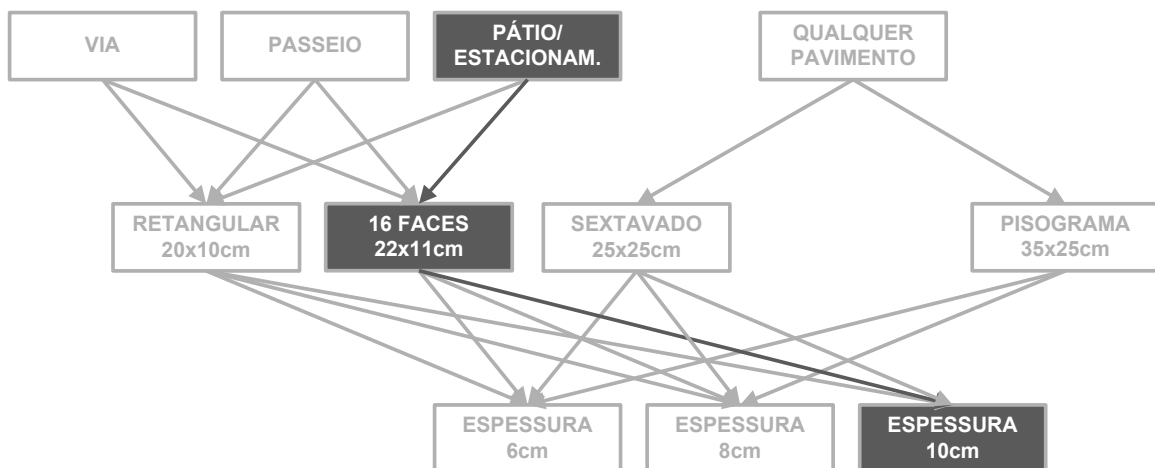 VIA
PASSEIO
PÁTIO/
ESTACIONAM.
QUALQUER
PAVIMENTO
RETANGULAR
20x10cm
16 FACES
22x11cm
SEXTAVADO
25x25cm
PISOGRAMA
35x25cm
ESPESSURA
6cm
ESPESSURA
8cm
ESPESSURA
10cm